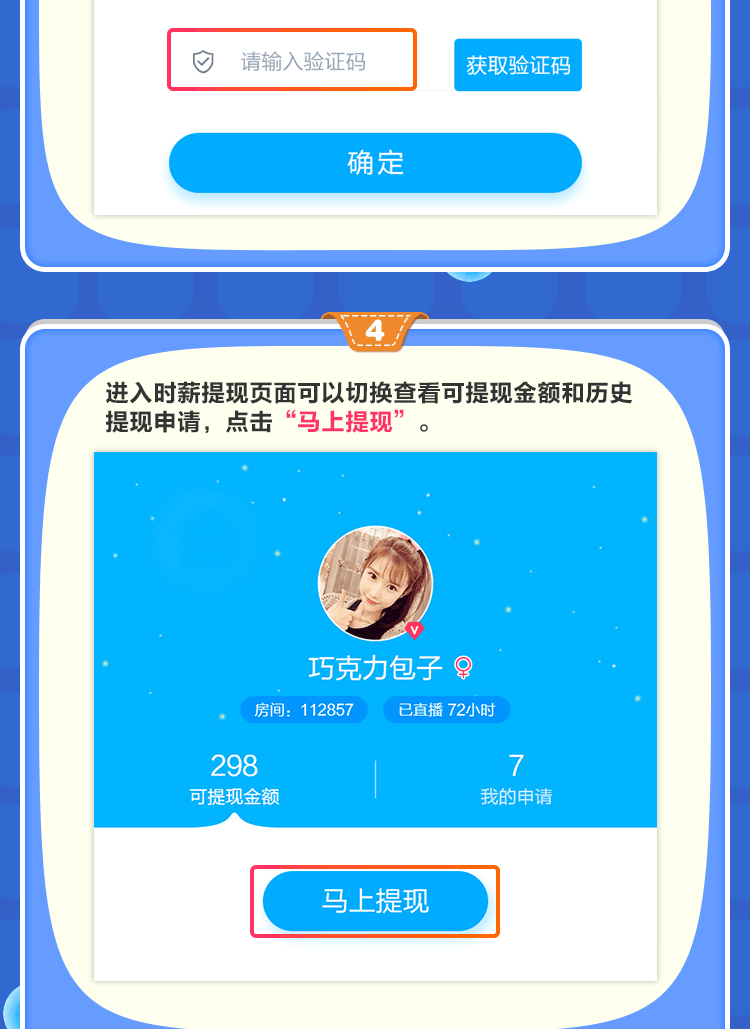 请输入验证码
获取验证码
确定
4
进入时薪提现页面可以切换查看可提现金额和历史
提现申请，点击“马上提现”。
V
巧克力包子
房间：112857
已直播 72小时
298
7
可提现金额
我的申请
马上提现